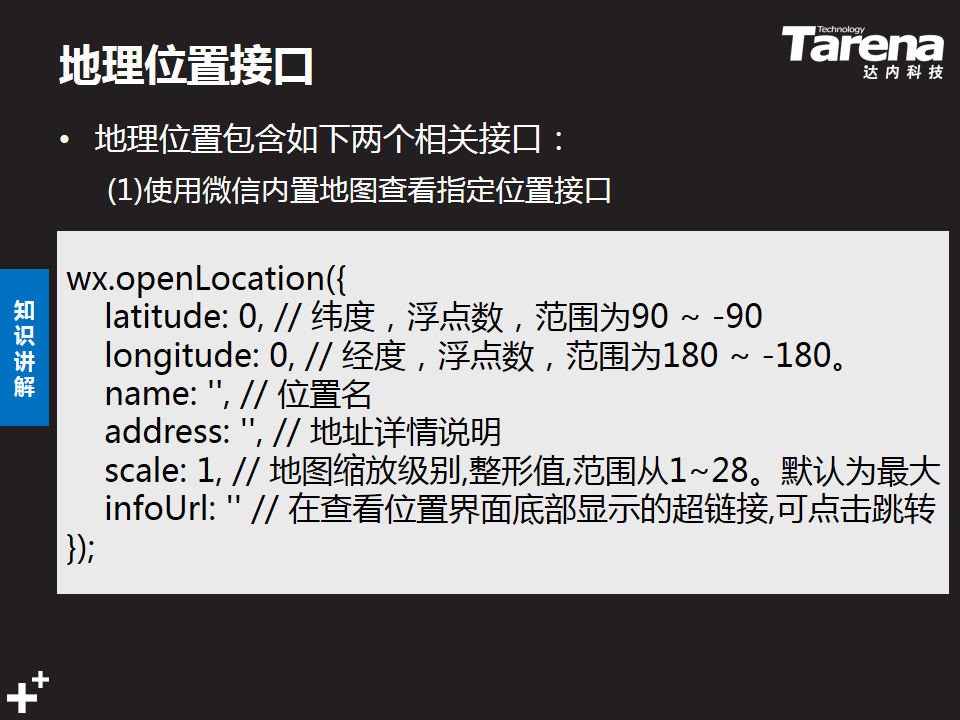 地理位置接口
Technology
Tarena
达内科技
• 地理位置包含如下两个相关接口：
(1)使用微信内置地图查看指定位置接口
知识讲解
wx.openLocation({
latitude: 0, // 纬度，浮点数，范围为90 ~ -90
longitude: 0, // 经度，浮点数，范围为180 ~ -180。
name: '', // 位置名
address: '', // 地址详情说明
scale: 1, // 地图缩放级别,整形值,范围从1~28。默认为最大
infoUrl: '' // 在查看位置界面底部显示的超链接,可点击跳转
});